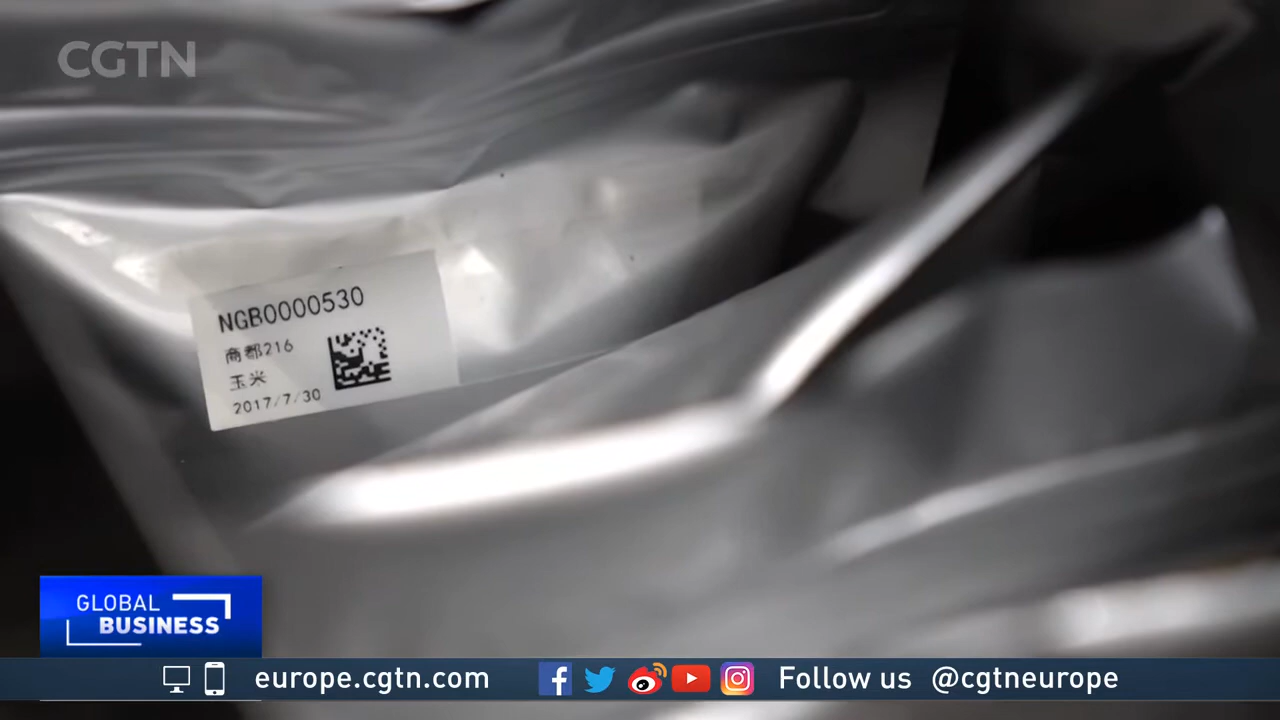 CGTN
NGB0000530
商都216
玉米
2017/7/30
GLOBAL
BUSINESS
europe.cgtn.com
Follow us @cgtneurope